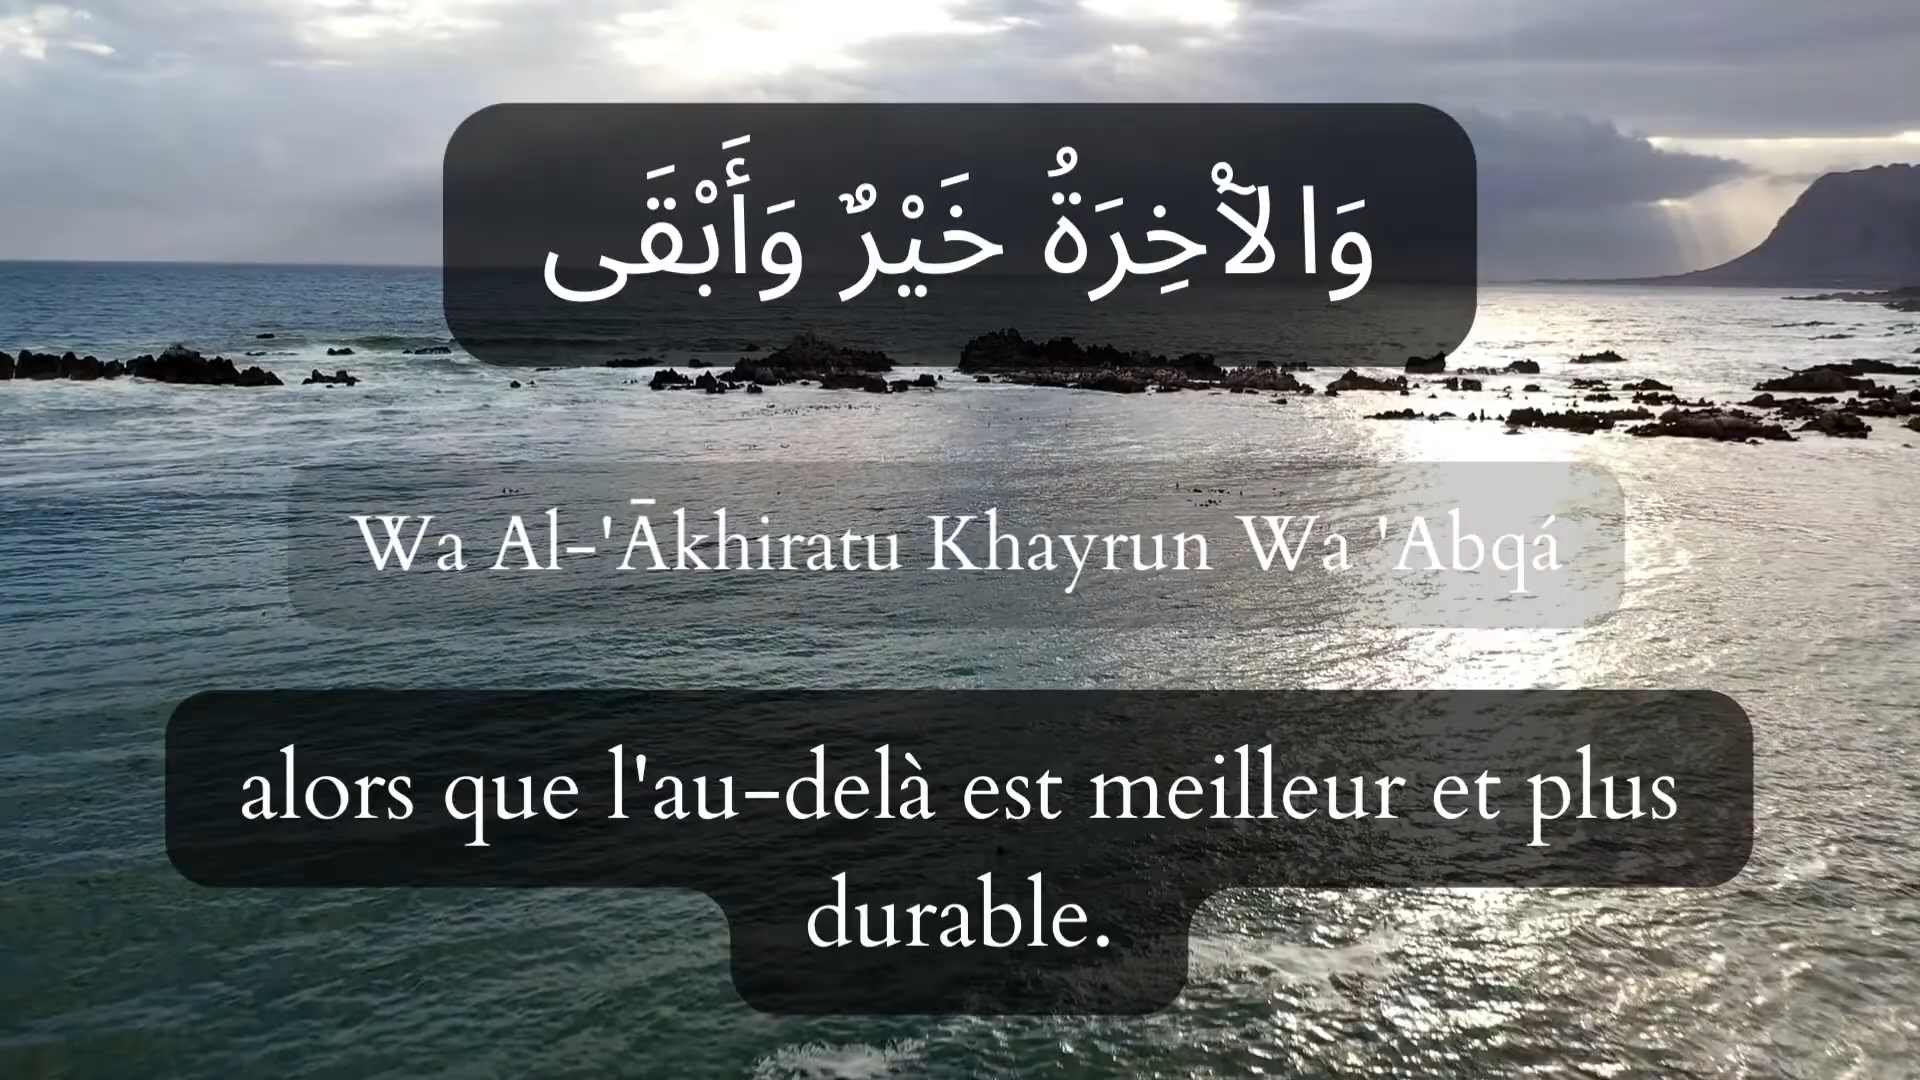 وَالْآخِرَةُ خَيْرٌ وَأَبْقَى
Wa Al-'Ākhiratu Khayrun Wa 'Abqá
alors que l'au-delà est meilleur et plus
durable.